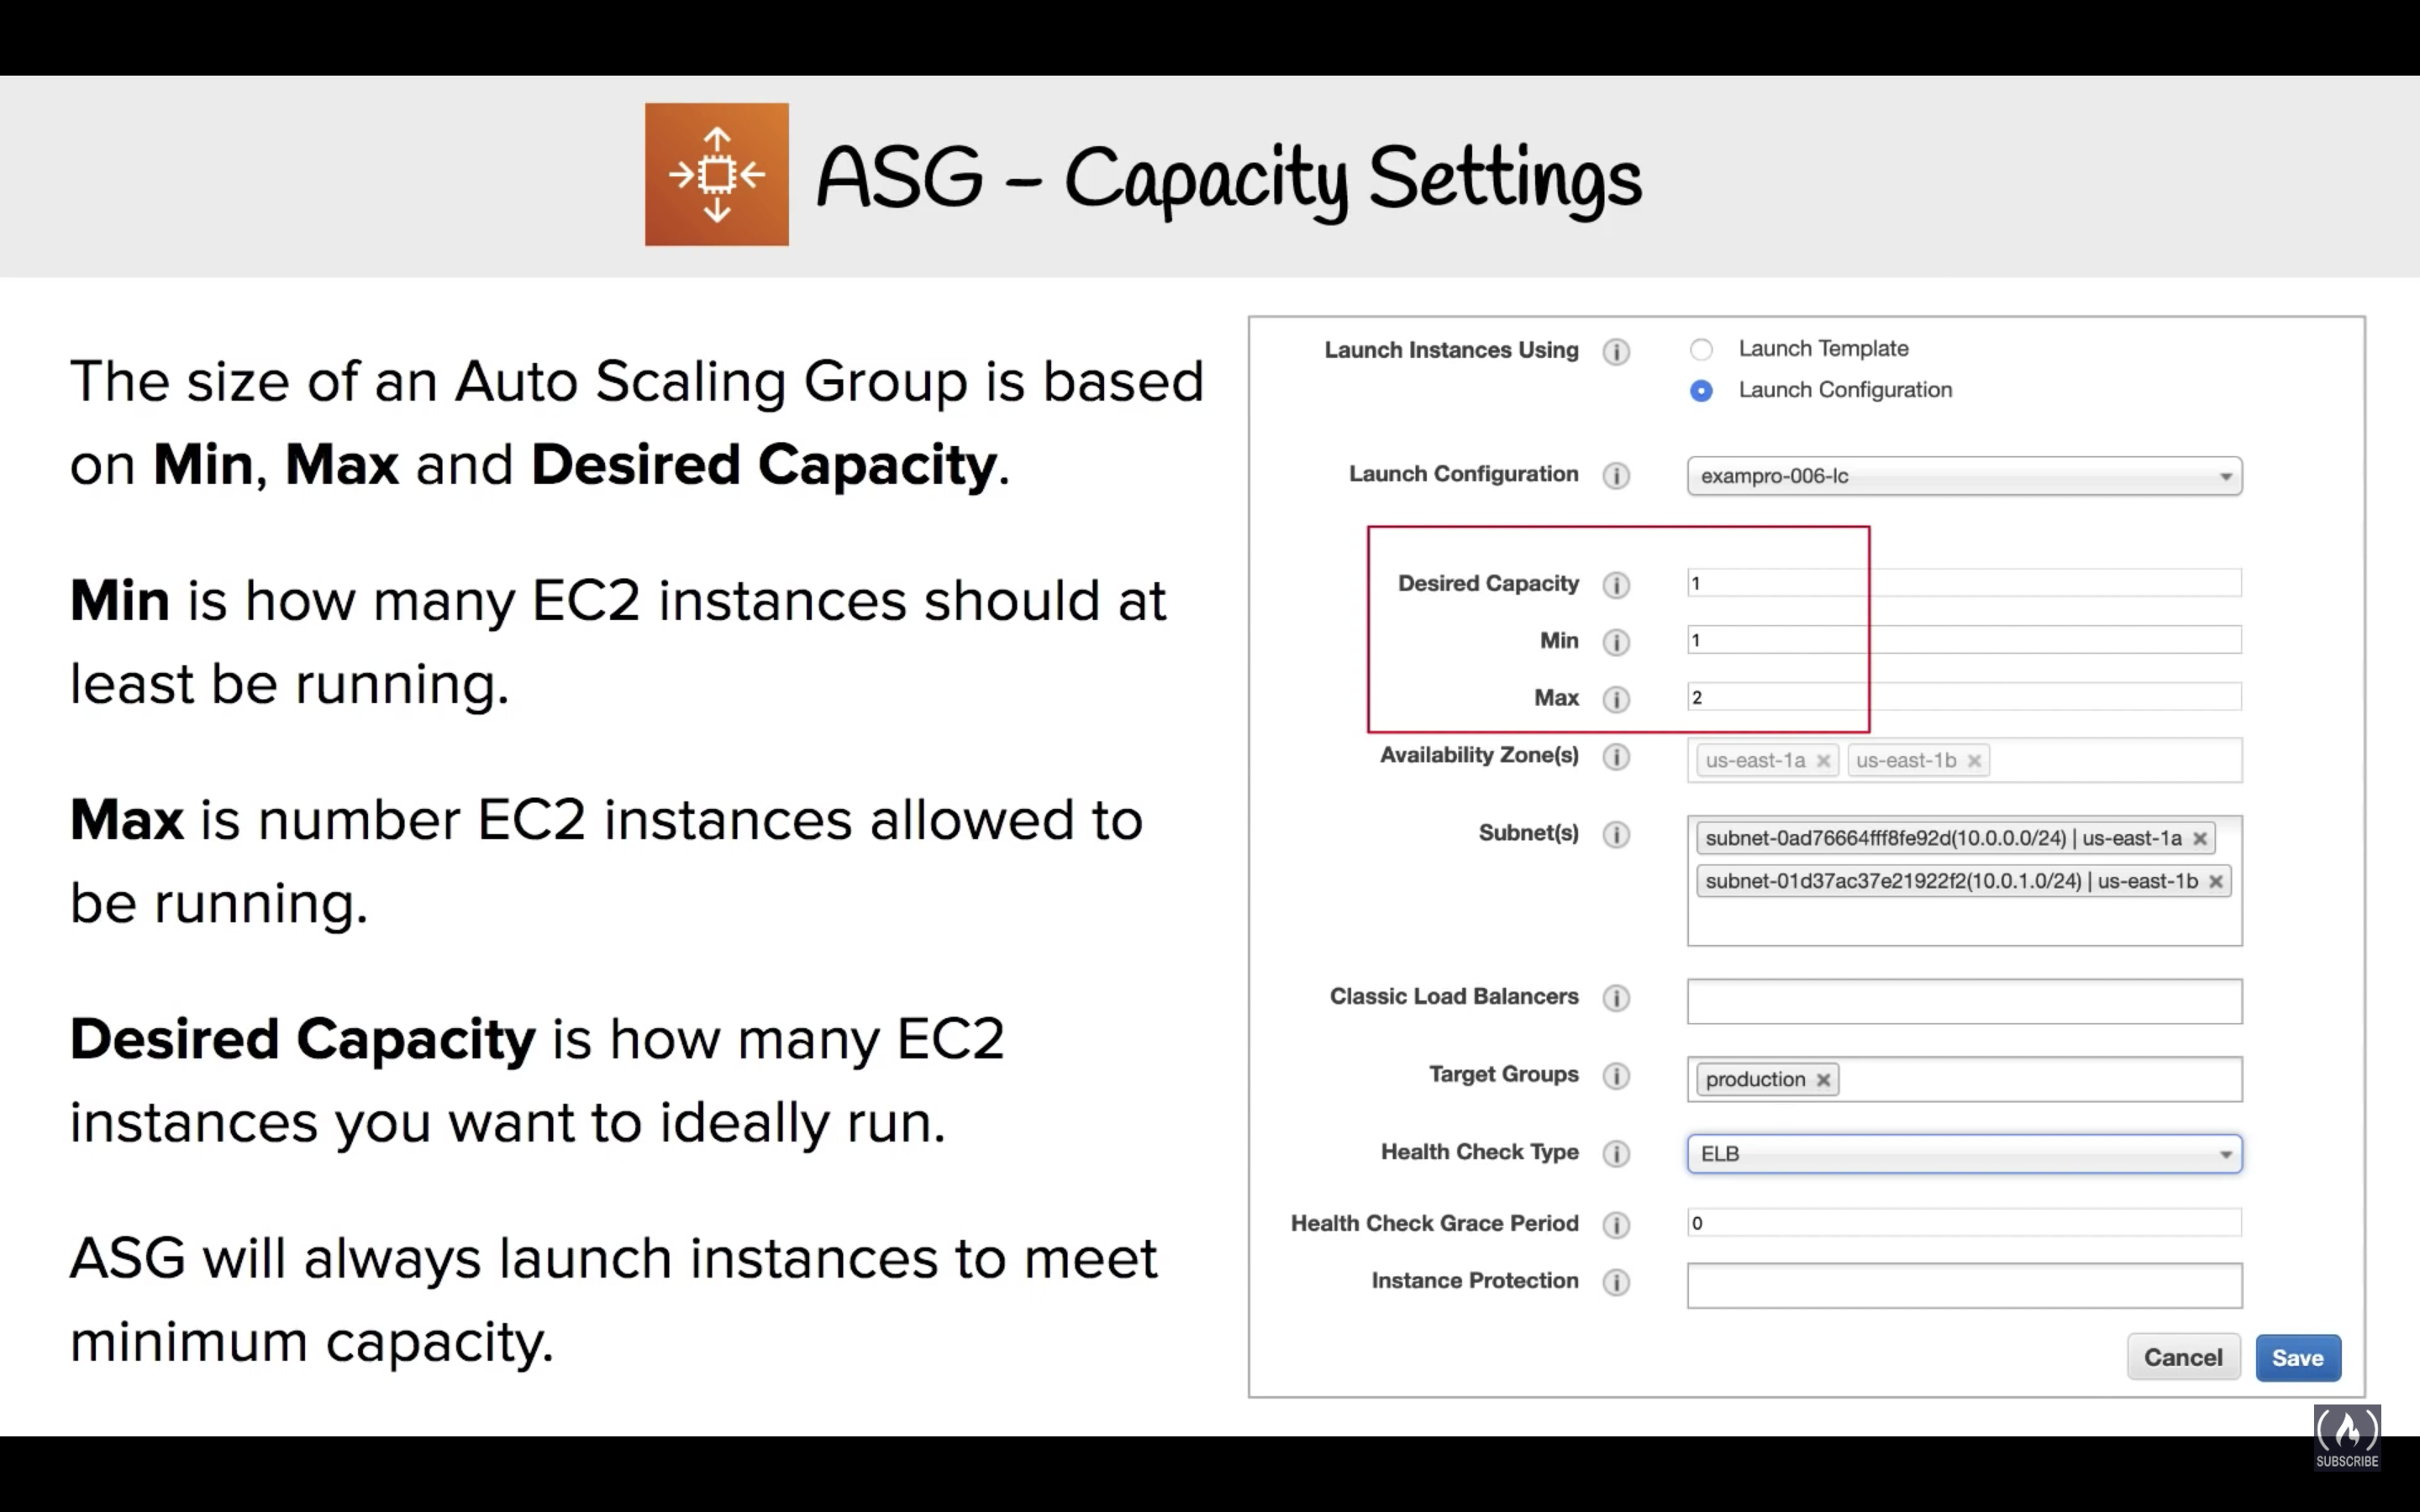 ASG – Capacity Settings
The size of an Auto Scaling Group is based
on Min, Max and Desired Capacity.
Min is how many EC2 instances should at
least be running.
Max is number EC2 instances allowed to
be running.
Desired Capacity is how many EC2
instances you want to ideally run.
ASG will always launch instances to meet
minimum capacity.
Launch Instances Using i Launch Template
Launch Configuration
Launch Configuration i exampro-006-lc
Desired Capacity i 1
Min i 1
Max i 2
Availability Zone(s) i us-east-1a × us-east-1b ×
Subnet(s) i subnet-0ad76664fff8fe92d(10.0.0.0/24) | us-east-1a ×
subnet-01d37ac37e21922f2(10.0.1.0/24) | us-east-1b ×
Classic Load Balancers i
Target Groups i production ×
Health Check Type i ELB
Health Check Grace Period i 0
Instance Protection i
Cancel Save
SUBSCRIBE